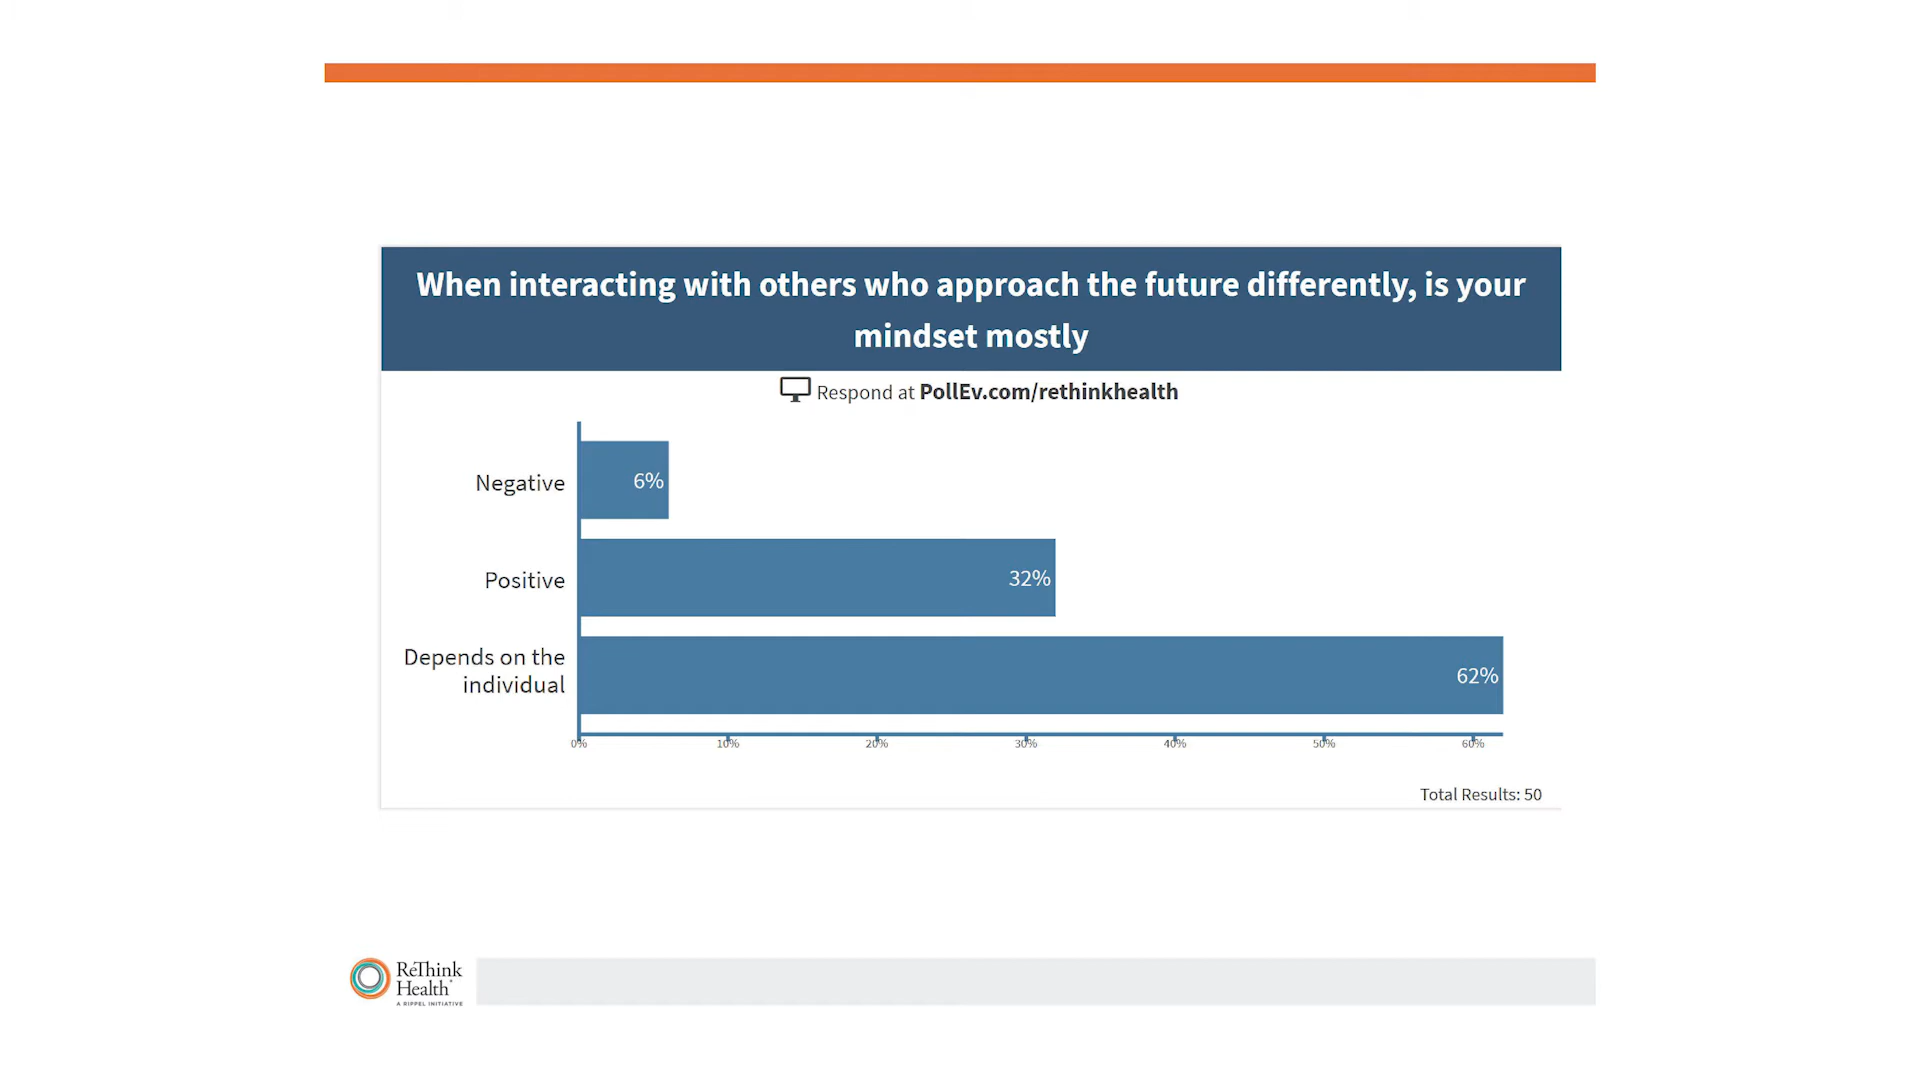 When interacting with others who approach the future differently, is your
mindset mostly
Respond at PollEv.com/rethinkhealth
Negative
6%
Positive
32%
Depends on the
individual
62%
0% 10% 20% 30% 40% 50% 60%
Total Results: 50
ReThink
Health
A RIPPEL INITIATIVE